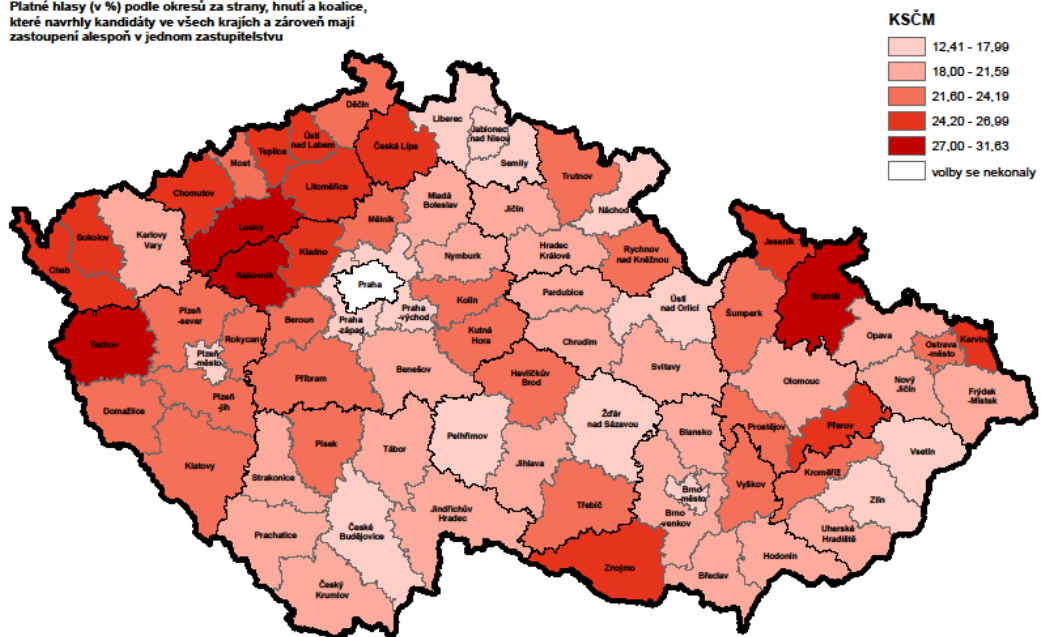 Platné hlasy (v %) podle okresů za strany, hnutí a koalice,
které navrhly kandidáty ve všech krajích a zároveň mají
zastoupení alespoň v jednom zastupitelstvu
KSČM
12,41 - 17,99
18,00 - 21,59
21,60 - 24,19
24,20 - 26,99
27,00 - 31,63
volby se nekonaly
Děčín
Liberec
Jablonec
nad Nisou
Semily
Ústí
nad Labem
Teplice
Česká Lípa
Most
Chomutov
Litoměřice
Trutnov
Mladá
Boleslav
Jičín
Náchod
Louny
Mělník
Karlovy
Vary
Sokolov
Cheb
Kladno
Nymburk
Hradec
Králové
Rychnov
nad Kněžnou
Jeseník
Rakovník
Praha
Kolín
Pardubice
Ústí
nad Orlicí
Šumperk
Bruntál
Plzeň
-sever
Beroun
Praha
-západ
Praha
-východ
Kutná
Hora
Chrudim
Opava
Ostrava
-město
Karviná
Tachov
Rokycany
Plzeň
-město
Benešov
Svitavy
Olomouc
Nový
Jičín
Frýdek
-Místek
Příbram
Havlíčkův
Brod
Domažlice
Plzeň
-jih
Žďár
nad Sázavou
Prostějov
Přerov
Klatovy
Písek
Tábor
Pelhřimov
Jihlava
Blansko
Vsetín
Kroměříž
Strakonice
Vyškov
Brno
-město
Zlín
Třebíč
Jindřichův
Hradec
Brno
-venkov
České
Budějovice
Prachatice
Uherské
Hradiště
Hodonín
Znojmo
Břeclav
Český
Krumlov